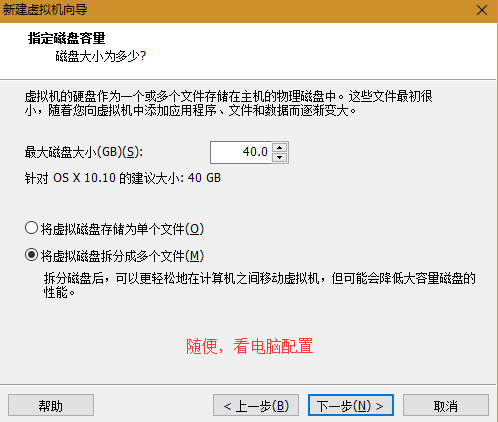 新建虚拟机向导
指定磁盘容量
磁盘大小为多少?
虚拟机的硬盘作为一个或多个文件存储在主机的物理磁盘中。这些文件最初很
小，随着您向虚拟机中添加应用程序、文件和数据而逐渐变大。
最大磁盘大小(GB)(S): 40.0
针对 OS X 10.10 的建议大小: 40 GB
将虚拟磁盘存储为单个文件(O)
将虚拟磁盘拆分成多个文件(M)
拆分磁盘后，可以更轻松地在计算机之间移动虚拟机，但可能会降低大容量磁盘的
性能。
随便，看电脑配置
帮助 < 上一步(B) 下一步(N) > 取消